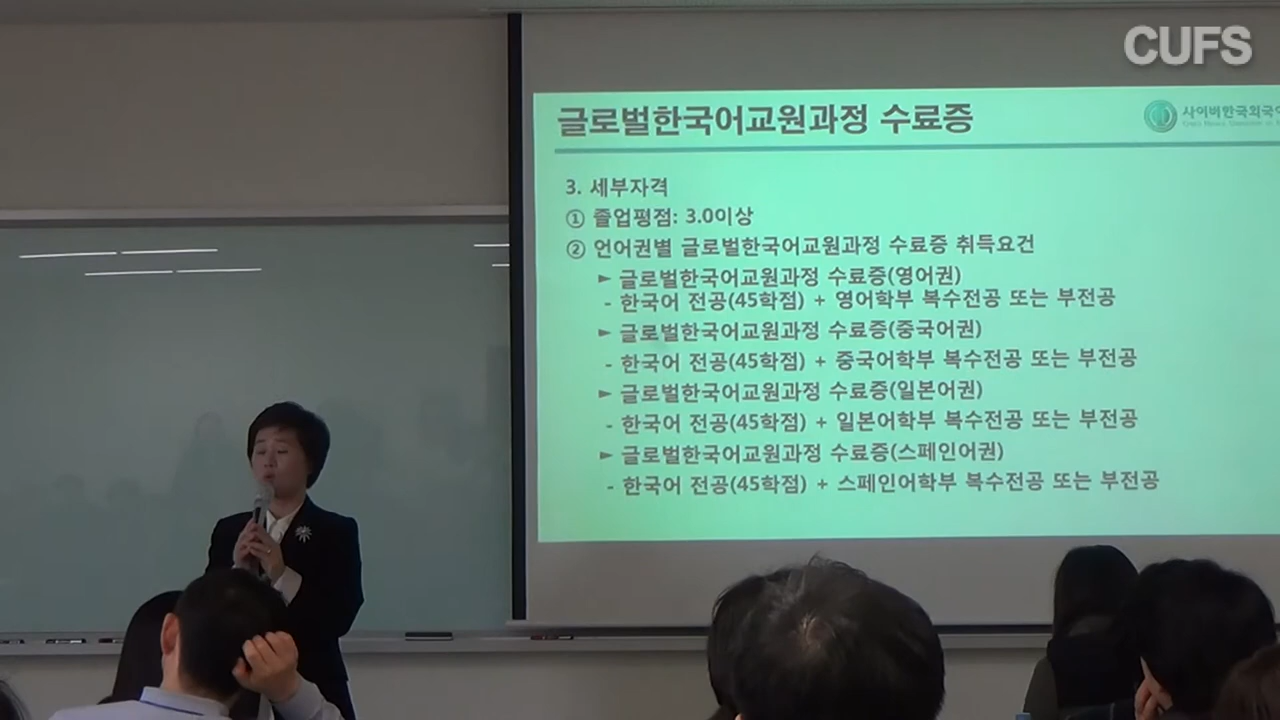 CUFS
글로벌한국어교원과정 수료증
사이버한국외국어
3. 세부자격
① 졸업평점: 3.0이상
② 언어권별 글로벌한국어교원과정 수료증 취득요건
► 글로벌한국어교원과정 수료증(영어권)
- 한국어 전공(45학점) + 영어학부 복수전공 또는 부전공
► 글로벌한국어교원과정 수료증(중국어권)
- 한국어 전공(45학점) + 중국어학부 복수전공 또는 부전공
► 글로벌한국어교원과정 수료증(일본어권)
- 한국어 전공(45학점) + 일본어학부 복수전공 또는 부전공
► 글로벌한국어교원과정 수료증(스페인어권)
- 한국어 전공(45학점) + 스페인어학부 복수전공 또는 부전공